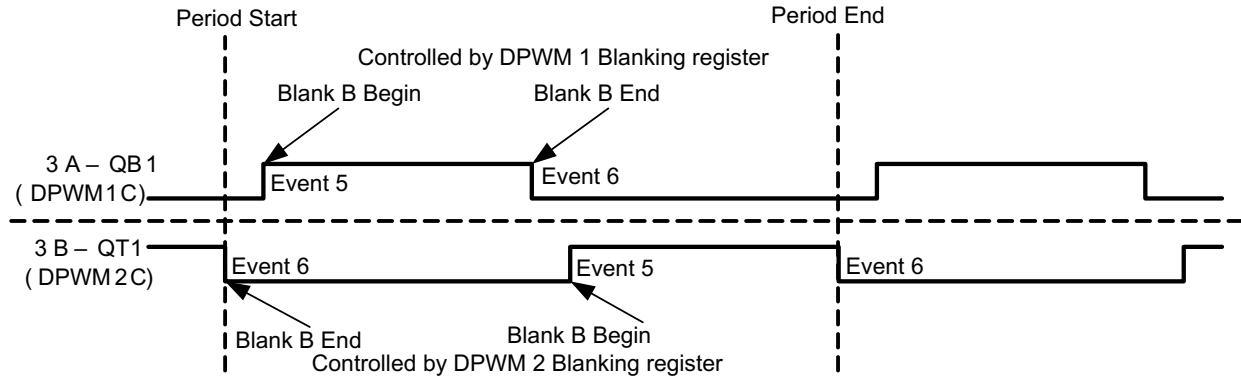 Period Start
Period End
Controlled by DPWM 1 Blanking register
Blank B Begin
Blank B End
3 A – QB 1
( DPWM 1 C)
Event 5
Event 6
3 B – QT1
( DPWM 2 C)
Event 6
Event 5
Event 6
Blank B End
Blank B Begin
Controlled by DPWM 2 Blanking register